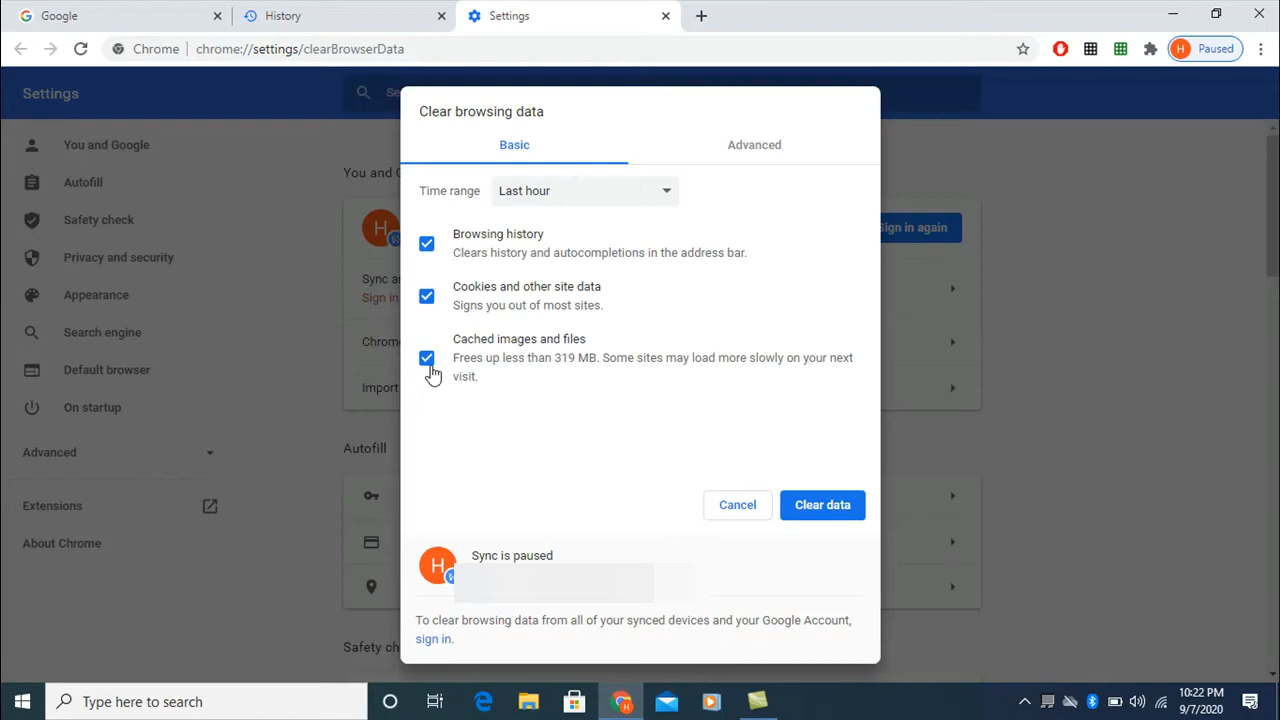 Google
History
Settings
Chrome chrome://settings/clearBrowserData
H Paused
Settings
Clear browsing data
You and Google
Basic
Advanced
Autofill
Time range Last hour
Safety check
Browsing history
Clears history and autocompletions in the address bar.
Sign in again
Privacy and security
Cookies and other site data
Signs you out of most sites.
Appearance
Search engine
Cached images and files
Frees up less than 319 MB. Some sites may load more slowly on your next
visit.
Default browser
On startup
Advanced
Extensions
About Chrome
You and
H
Sync
Sign in
Import
Autofill
Cancel
Clear data
H
Sync is paused
To clear browsing data from all of your synced devices and your Google Account,
sign in.
Type here to search
10:22 PM
9/7/2020